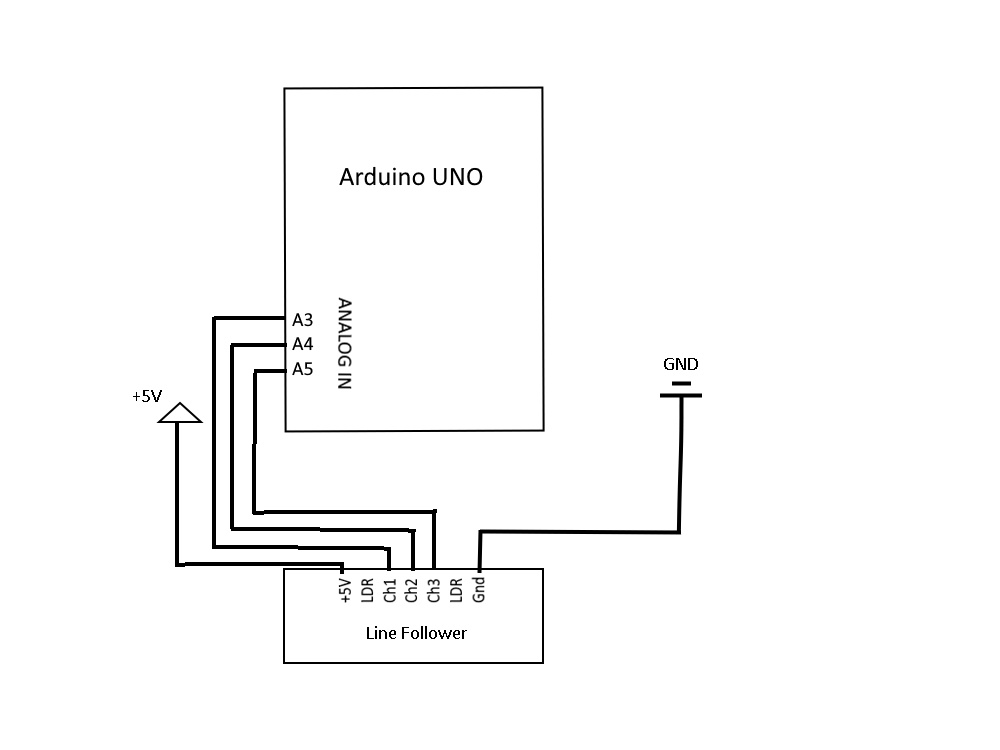 Arduino UNO
ANALOG IN
A3
A4
A5
+5V
GND
+5V
LDR
Ch1
Ch2
Ch3
LDR
Gnd
Line Follower